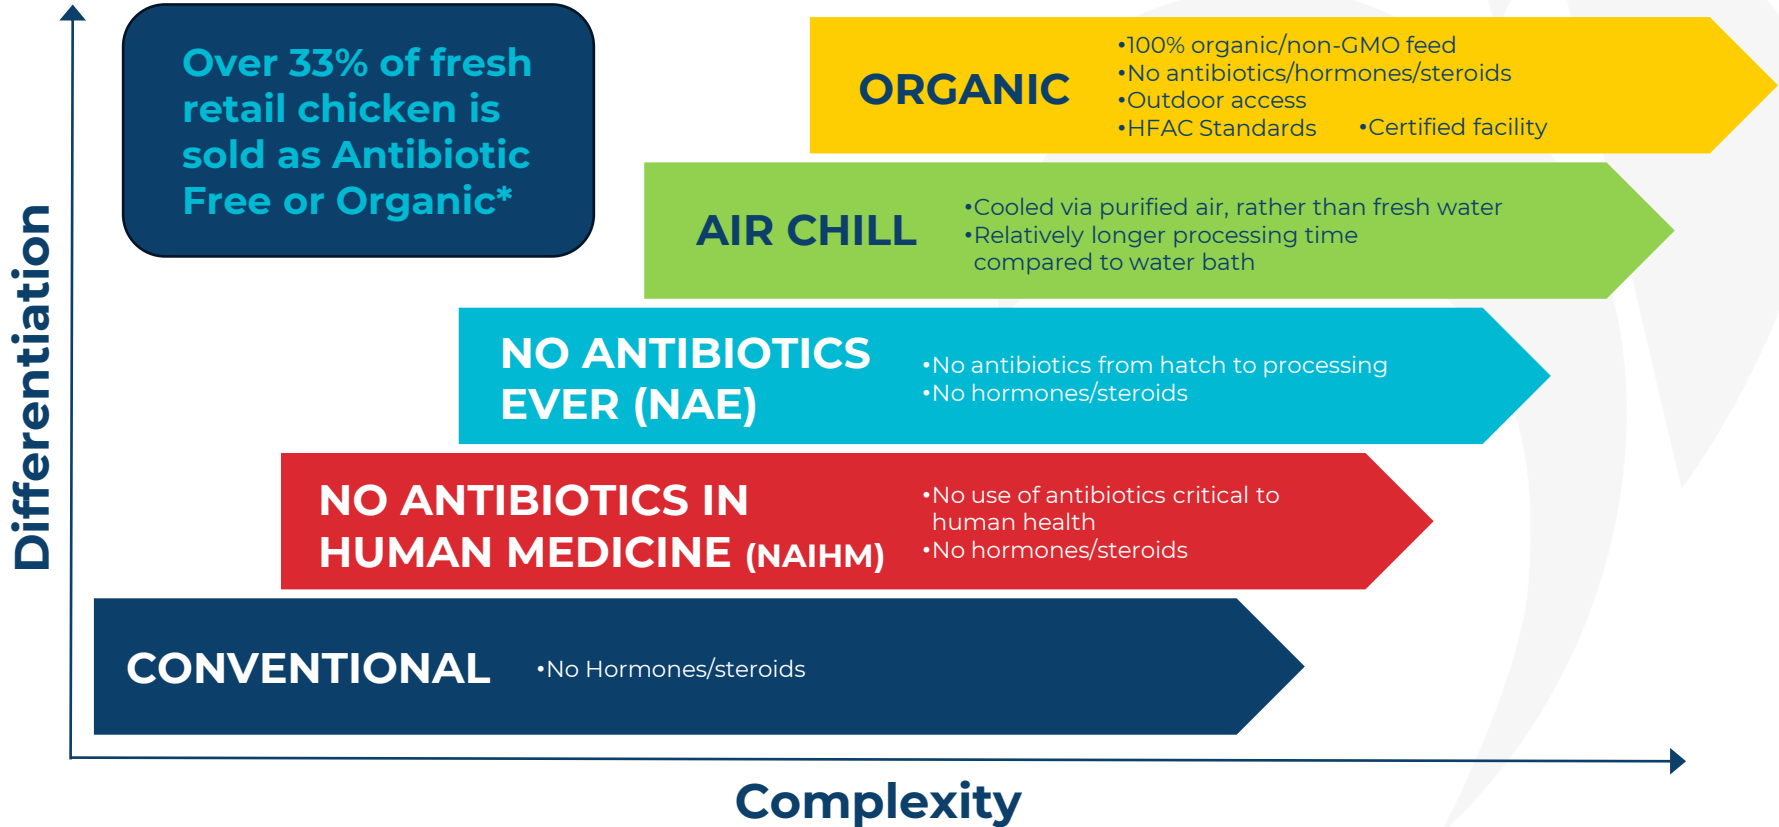 Over 33% of fresh
retail chicken is
sold as Antibiotic
Free or Organic*
ORGANIC
•100% organic/non-GMO feed
•No antibiotics/hormones/steroids
•Outdoor access
•HFAC Standards •Certified facility
AIR CHILL
•Cooled via purified air, rather than fresh water
•Relatively longer processing time
compared to water bath
NO ANTIBIOTICS
EVER (NAE)
•No antibiotics from hatch to processing
•No hormones/steroids
NO ANTIBIOTICS IN
HUMAN MEDICINE (NAIHM)
•No use of antibiotics critical to
human health
•No hormones/steroids
CONVENTIONAL
•No Hormones/steroids
Differentiation
Complexity